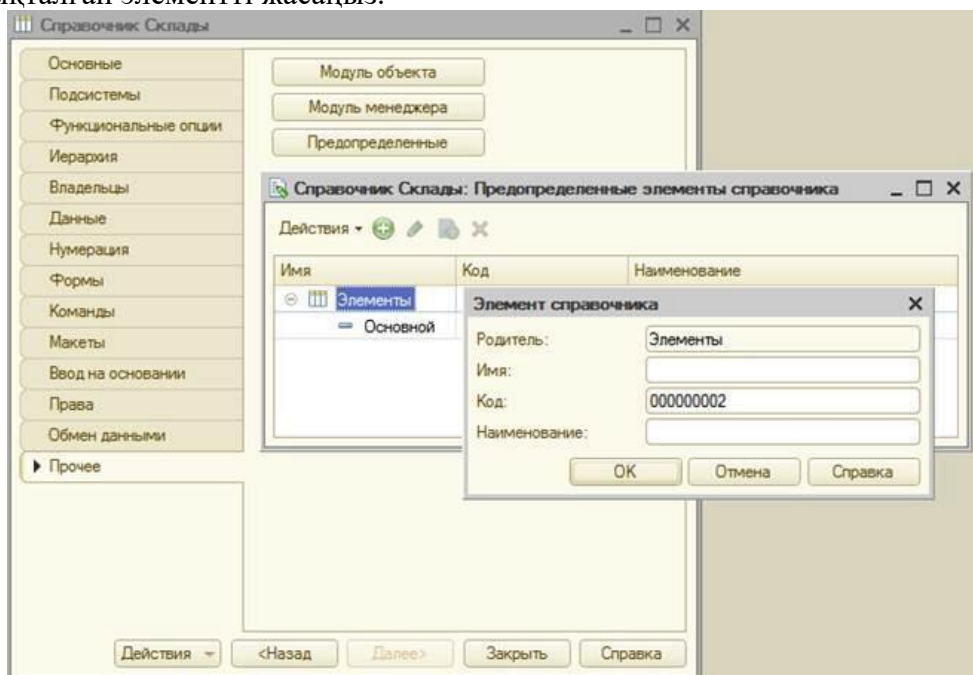 элементті жасаңыз.
Справочник Склады
Основные
Подсистемы
Функциональные опции
Иерархия
Владельцы
Данные
Нумерация
Формы
Команды
Макеты
Ввод на основании
Права
Обмен данными
Прочее
Модуль объекта
Модуль менеджера
Предопределенные
Справочник Склады: Предопределенные элементы справочника
Действия
Имя Код Наименование
Элементы
Основной
Элемент справочника
Родитель: Элементы
Имя:
Код: 000000002
Наименование:
OK Отмена Справка
Действия <Назад Далее> Закрыть Справка